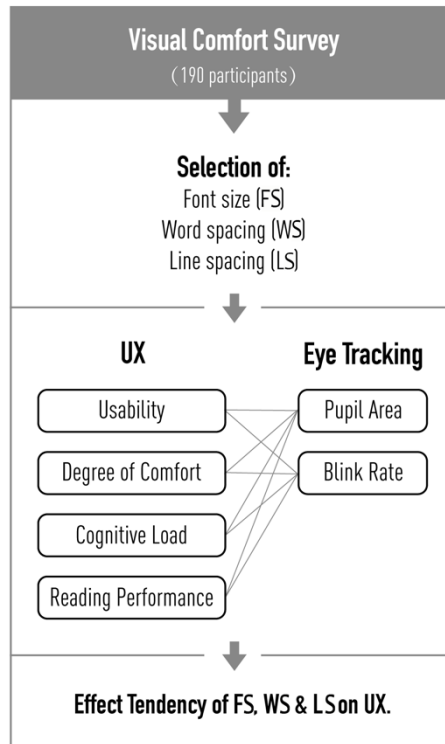 Visual Comfort Survey
(190 participants)
Selection of:
Font size (FS)
Word spacing (WS)
Line spacing (LS)
UX
Eye Tracking
Usability
Pupil Area
Degree of Comfort
Blink Rate
Cognitive Load
Reading Performance
Effect Tendency of FS, WS & LS on UX.